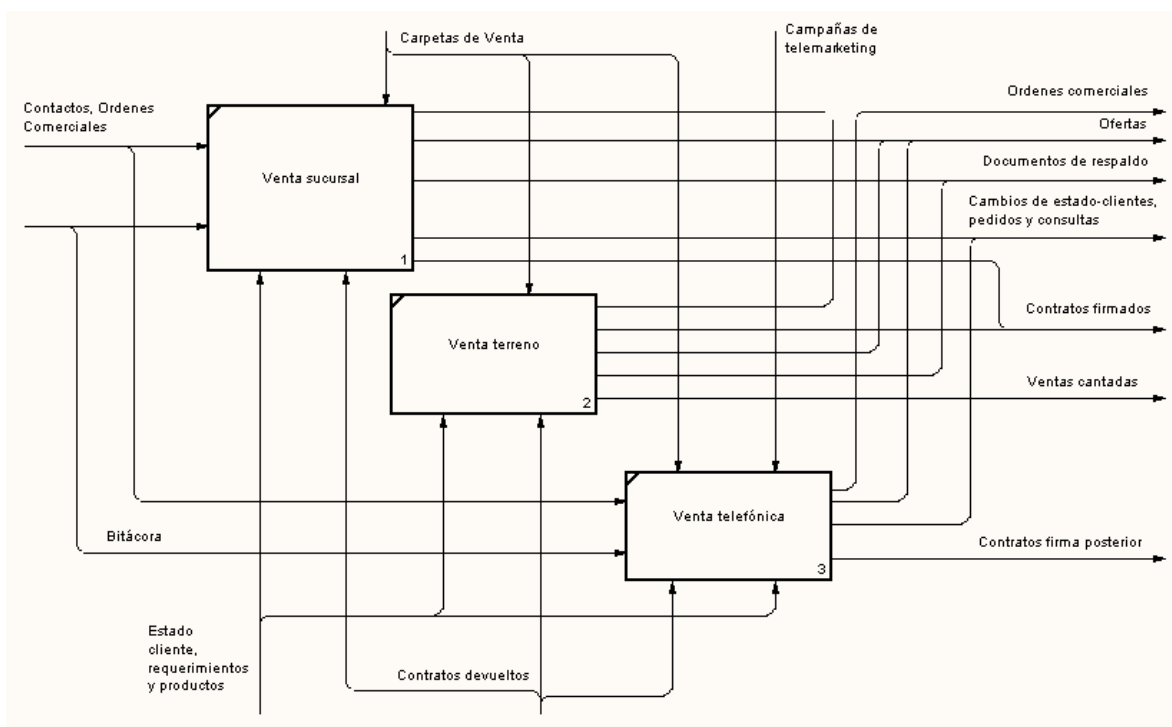 Carpetas de Venta
Campañas de
telemarketing
Contactos, Ordenes
Comerciales
Ordenes comerciales
Ofertas
Venta sucursal
Documentos de respaldo
Cambios de estado-clientes,
pedidos y consultas
1
Contratos firmados
Venta terreno
Ventas cantadas
2
Venta telefónica
Bitácora
Contratos firma posterior
3
Estado
cliente,
requerimientos
y productos
Contratos devueltos